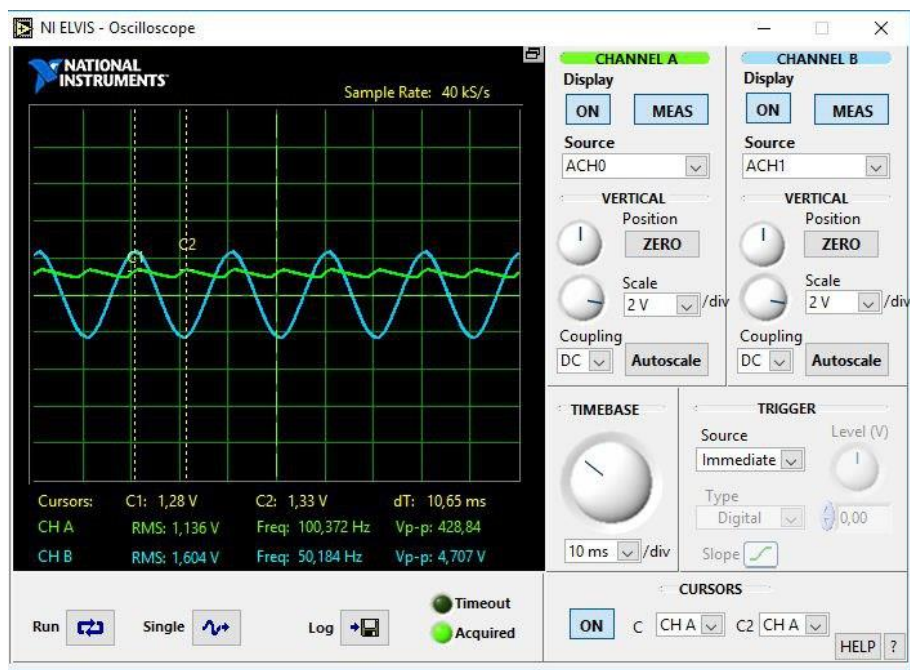 NI ELVIS - Oscilloscope
NATIONAL
INSTRUMENTS™
Sample Rate: 40 kS/s
C1
C2
Cursors: C1: 1,28 V C2: 1,33 V dT: 10,65 ms
CH A RMS: 1,136 V Freq: 100,372 Hz Vp-p: 428,84
CH B RMS: 1,604 V Freq: 50,184 Hz Vp-p: 4,707 V
Run Single Log Timeout
Acquired
CHANNEL A
Display
ON MEAS
Source
ACH0
VERTICAL
Position
ZERO
Scale
2 V /div
Coupling
DC Autoscale
CHANNEL B
Display
ON MEAS
Source
ACH1
VERTICAL
Position
ZERO
Scale
2 V /div
Coupling
DC Autoscale
TIMEBASE
10 ms /div
TRIGGER
Source Level (V)
Immediate
Type
Digital 0,00
Slope
CURSORS
ON C CH A C2 CH A
HELP ?